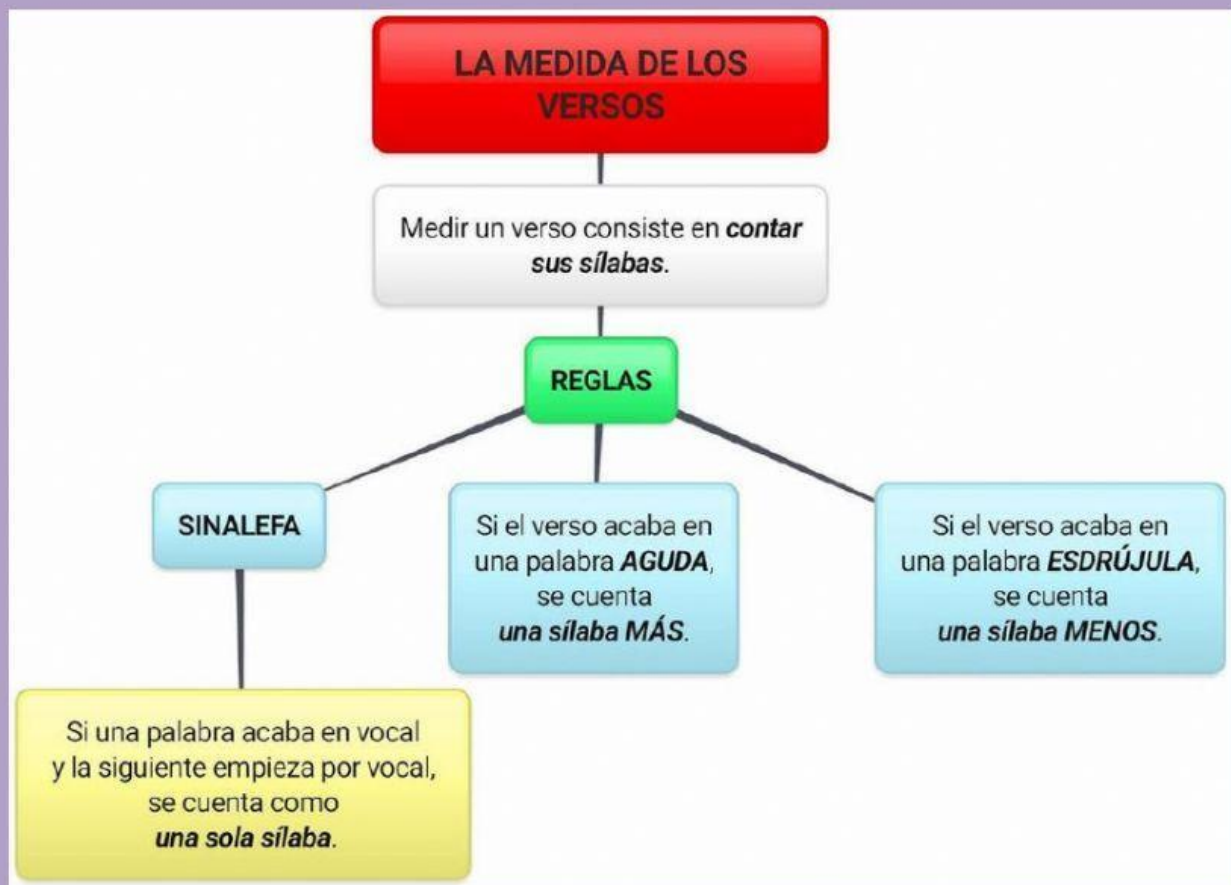 LA MEDIDA DE LOS
VERSOS
Medir un verso consiste en contar
sus sílabas.
REGLAS
SINALEFA
Si el verso acaba en
una palabra AGUDA,
se cuenta
una sílaba MÁS.
Si el verso acaba en
una palabra ESDRÚJULA,
se cuenta
una sílaba MENOS.
Si una palabra acaba en vocal
y la siguiente empieza por vocal,
se cuenta como
una sola sílaba.